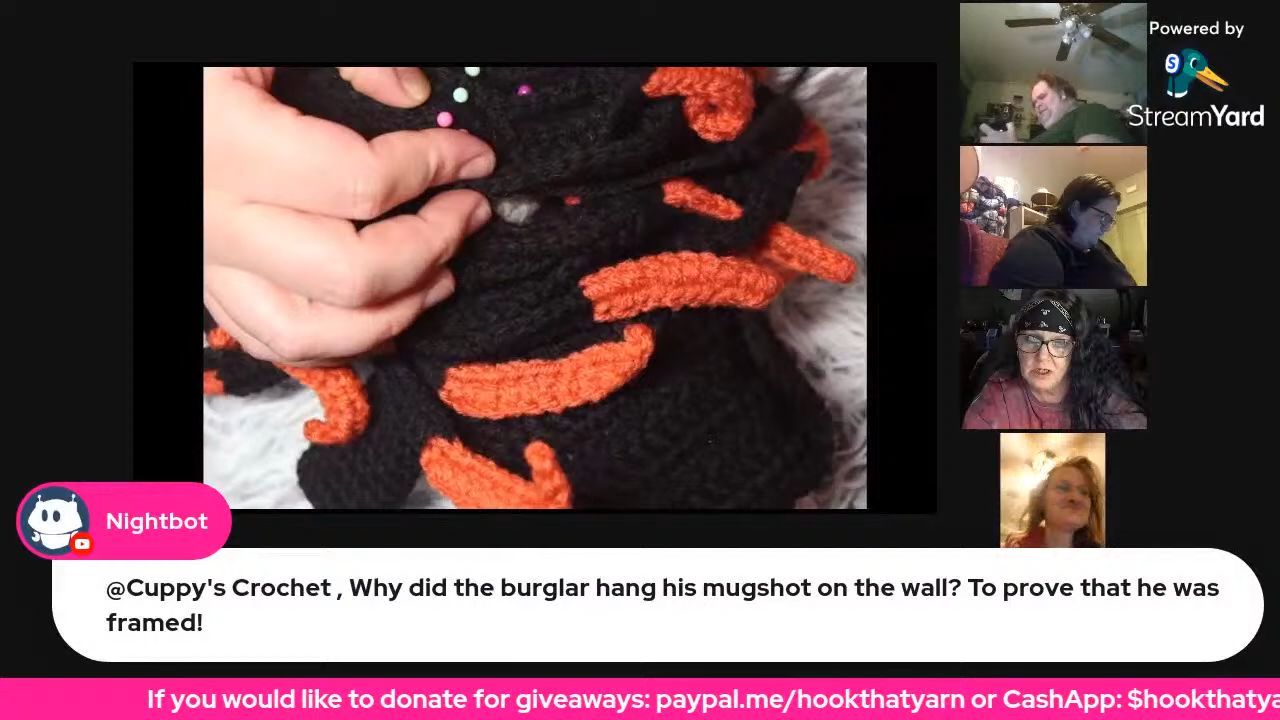 Powered by
S
StreamYard
Nightbot
@Cuppy's Crochet , Why did the burglar hang his mugshot on the wall? To prove that he was
framed!
If you would like to donate for giveaways: paypal.me/hookthatyarn or CashApp: $hookthatya